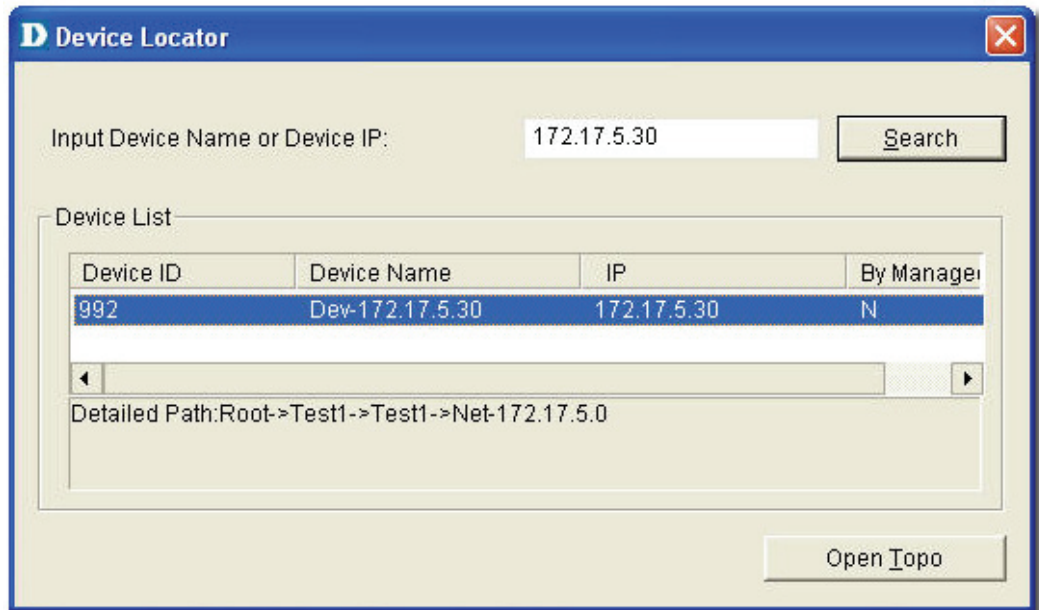 D Device Locator
Input Device Name or Device IP: 172.17.5.30 Search
Device List
Device ID Device Name IP By Manage
992 Dev-172.17.5.30 172.17.5.30 N
Detailed Path:Root->Test1->Test1->Net-172.17.5.0
Open Topo